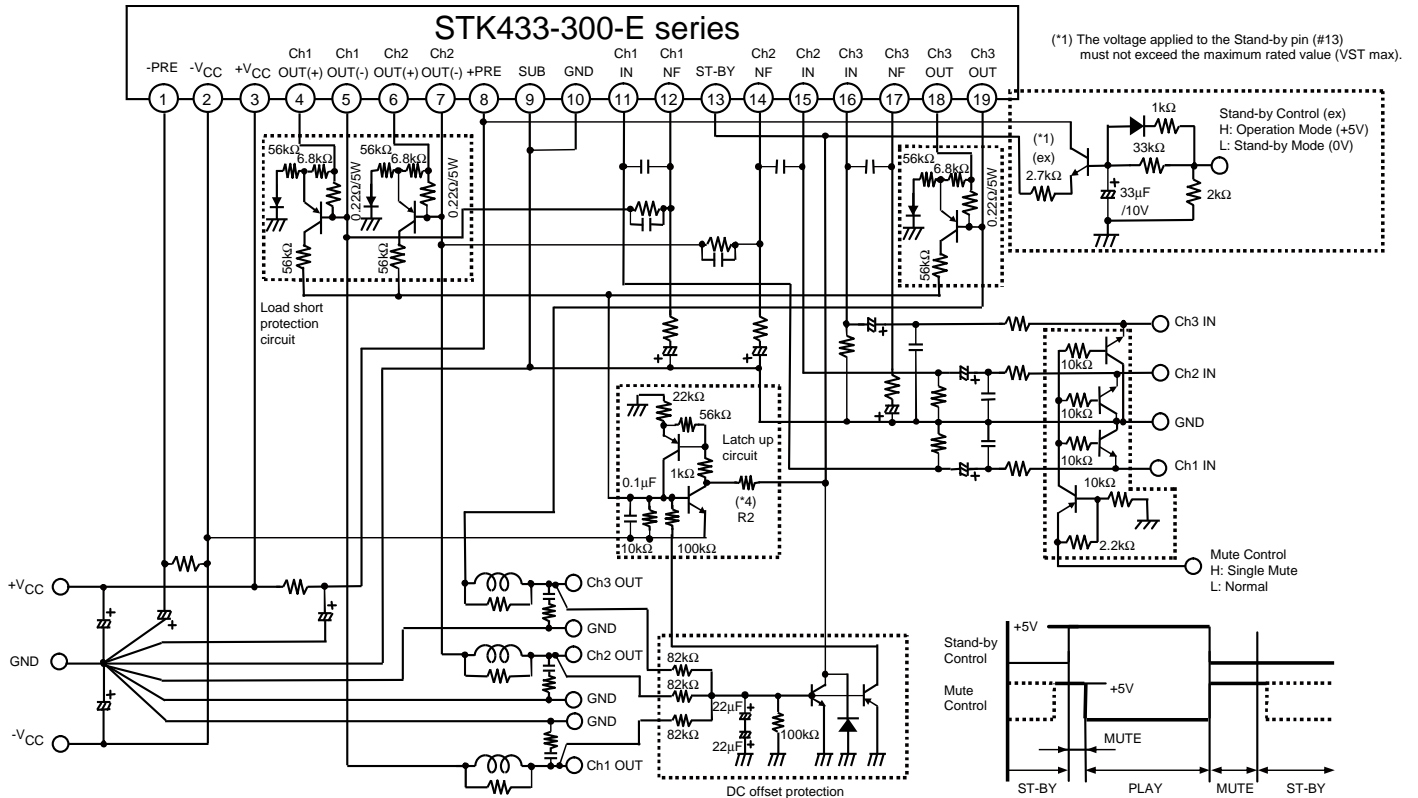 STK433-300-E series
-PRE
-VCC
+VCC
Ch1
OUT(+)
Ch1
OUT(-)
Ch2
OUT(+)
Ch2
OUT(-)
+PRE
SUB
GND
Ch1
IN
Ch1
NF
ST-BY
Ch2
NF
Ch2
IN
Ch3
IN
Ch3
NF
Ch3
OUT
Ch3
OUT
1
2
3
4
5
6
7
8
9
10
11
12
13
14
15
16
17
18
19
(*1) The voltage applied to the Stand-by pin (#13)
must not exceed the maximum rated value (VST max).
56kΩ
6.8kΩ
0.22Ω/5W
56kΩ
56kΩ
6.8kΩ
0.22Ω/5W
56kΩ
Load short
protection
circuit
56kΩ
6.8kΩ
0.22Ω/5W
56kΩ
(*1)
(ex)
2.7kΩ
1kΩ
33kΩ
+
33μF
/10V
2kΩ
Stand-by Control (ex)
H: Operation Mode (+5V)
L: Stand-by Mode (0V)
+
+
+
+
+
+
Ch3 IN
Ch2 IN
GND
Ch1 IN
10kΩ
10kΩ
10kΩ
10kΩ
2.2kΩ
Mute Control
H: Single Mute
L: Normal
22kΩ
56kΩ
Latch up
circuit
1kΩ
0.1μF
(*4)
R2
10kΩ
100kΩ
+VCC
GND
-VCC
+
+
+
+
Ch3 OUT
GND
Ch2 OUT
GND
GND
Ch1 OUT
82kΩ
82kΩ
82kΩ
22μF
+
22μF
+
100kΩ
DC offset protection
Stand-by
Control
+5V
Mute
Control
+5V
MUTE
ST-BY
PLAY
MUTE
ST-BY